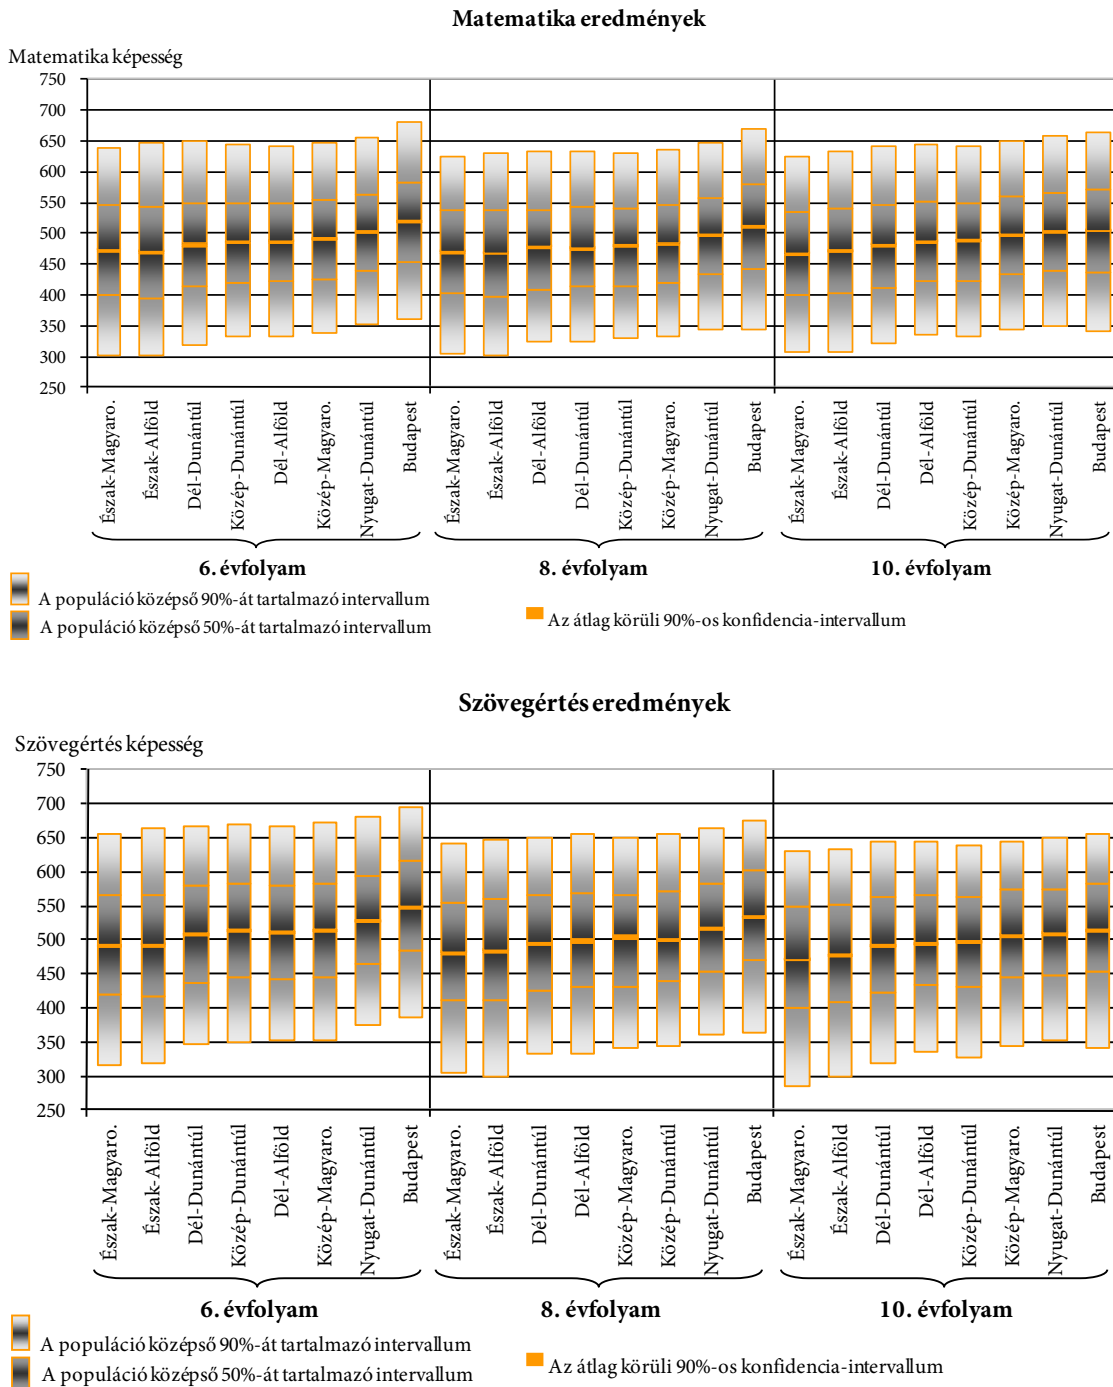 Matematika eredmények
Matematika képesség
750
700
650
600
550
500
450
400
350
300
250
Észak-Magyaro.
Észak-Alföld
Dél-Dunántúl
Közép-Dunántúl
Dél-Alföld
Közép-Magyaro.
Nyugat-Dunántúl
Budapest
Észak-Magyaro.
Észak-Alföld
Dél-Alföld
Dél-Dunántúl
Közép-Dunántúl
Közép-Magyaro.
Nyugat-Dunántúl
Budapest
Észak-Magyaro.
Észak-Alföld
Dél-Dunántúl
Dél-Alföld
Közép-Dunántúl
Közép-Magyaro.
Nyugat-Dunántúl
Budapest
6. évfolyam
8. évfolyam
10. évfolyam
A populáció középső 90%-át tartalmazó intervallum
A populáció középső 50%-át tartalmazó intervallum
Az átlag körüli 90%-os konfidencia-intervallum
Szövegértés eredmények
Szövegértés képesség
750
700
650
600
550
500
450
400
350
300
250
Észak-Magyaro.
Észak-Alföld
Dél-Dunántúl
Közép-Dunántúl
Dél-Alföld
Közép-Magyaro.
Nyugat-Dunántúl
Budapest
Észak-Magyaro.
Észak-Alföld
Dél-Dunántúl
Dél-Alföld
Közép-Magyaro.
Közép-Dunántúl
Nyugat-Dunántúl
Budapest
Észak-Magyaro.
Észak-Alföld
Dél-Dunántúl
Dél-Alföld
Közép-Dunántúl
Közép-Magyaro.
Nyugat-Dunántúl
Budapest
6. évfolyam
8. évfolyam
10. évfolyam
A populáció középső 90%-át tartalmazó intervallum
A populáció középső 50%-át tartalmazó intervallum
Az átlag körüli 90%-os konfidencia-intervallum